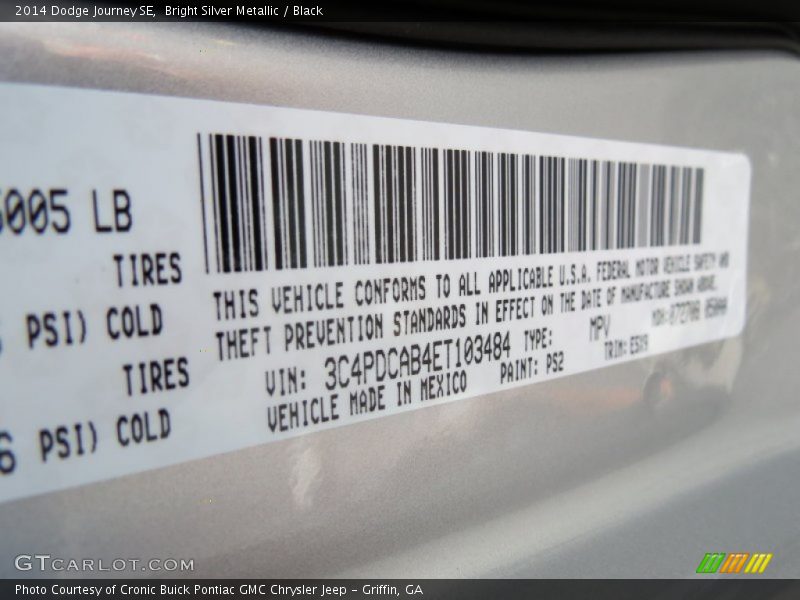 2014 Dodge Journey SE, Bright Silver Metallic / Black
005 LB
TIRES
PSI) COLD
TIRES
6 PSI) COLD
THIS VEHICLE CONFORMS TO ALL APPLICABLE U.S.A. FEDERAL MOTOR VEHICLE SAFETY AND
THEFT PREVENTION STANDARDS IN EFFECT ON THE DATE OF MANUFACTURE SHOWN ABOVE.
VIN: 3C4PDCAB4ET103484 TYPE: MPV MDH:
VEHICLE MADE IN MEXICO PAINT: PS2 TRIM:
GTCARLOT.COM
Photo Courtesy of Cronic Buick Pontiac GMC Chrysler Jeep - Griffin, GA